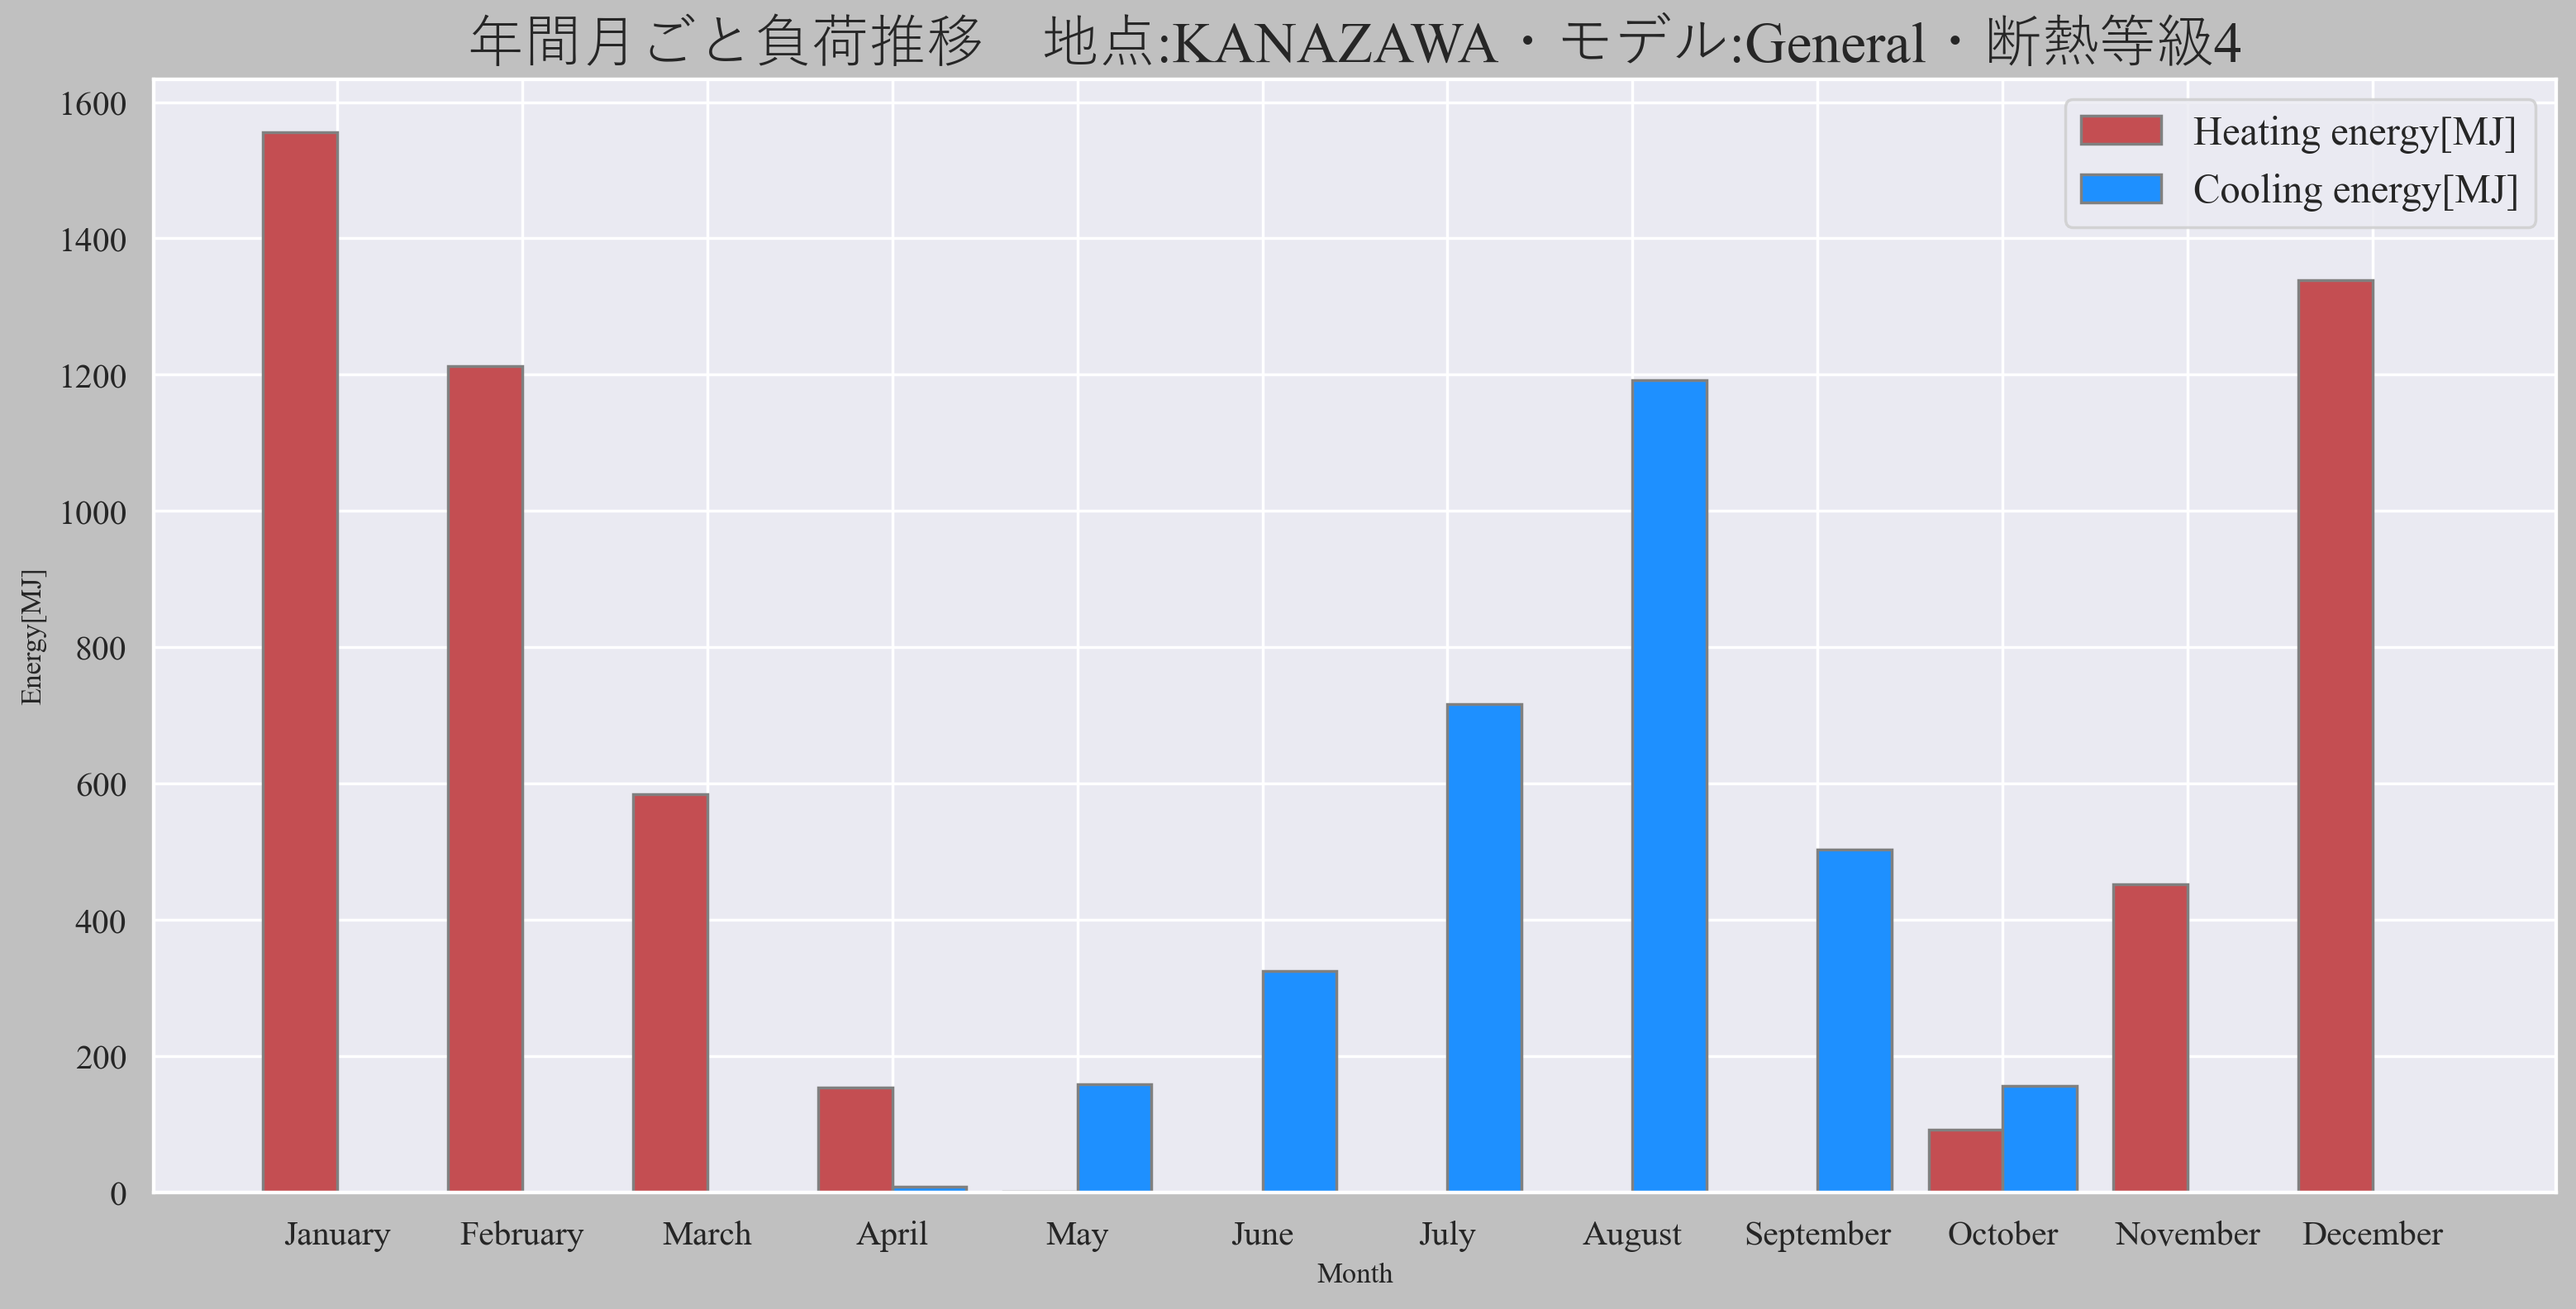 年間月ごと負荷推移　地点:KANAZAWA・モデル:General・断熱等級4
Heating energy[MJ]
Cooling energy[MJ]
Energy[MJ]
1600
1400
1200
1000
800
600
400
200
0
January February March April May June July August September October November December
Month